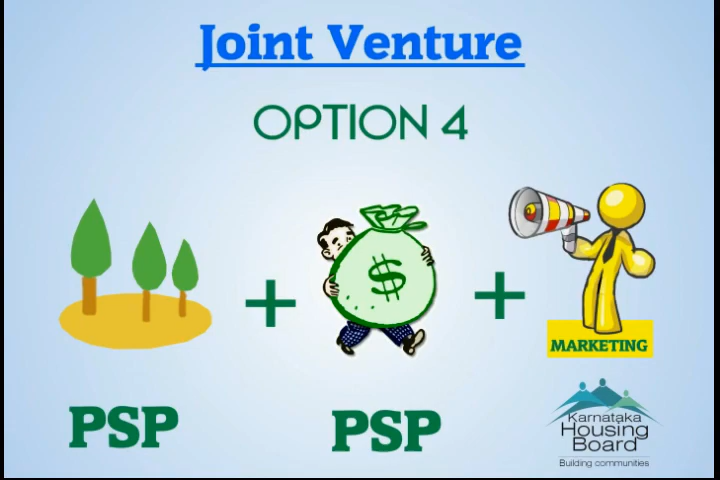 Joint Venture
OPTION 4
+ +
$
MARKETING
PSP PSP
Karnataka
Housing
Board
Building communities